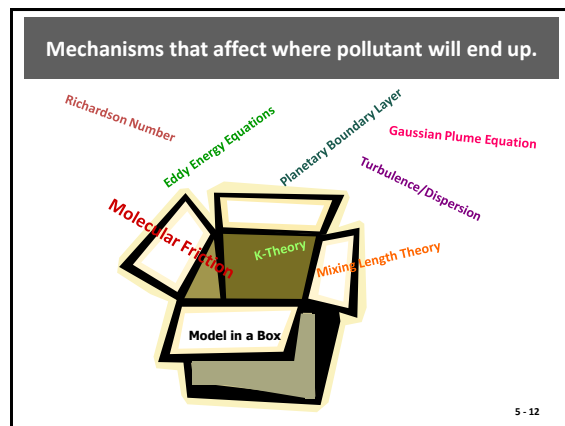 Mechanisms that affect where pollutant will end up.
Richardson Number
Eddy Energy Equations
Planetary Boundary Layer
Gaussian Plume Equation
Turbulence/Dispersion
Molecular Friction
K-Theory
Mixing Length Theory
Model in a Box
5 - 12